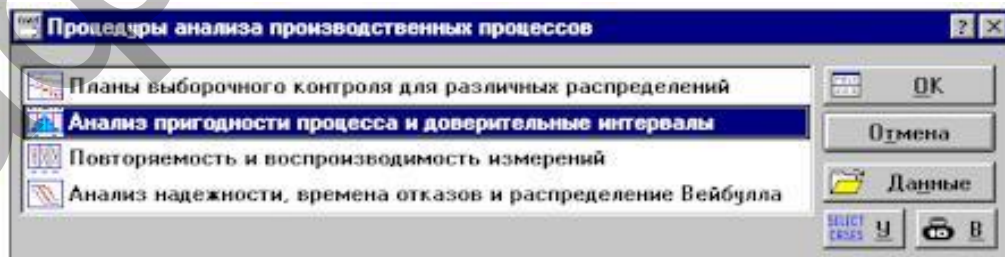 Процедуры анализа производственных процессов
Планы выборочного контроля для различных распределений
Анализ пригодности процесса и доверительные интервалы
Повторяемость и воспроизводимость измерений
Анализ надежности, времена отказов и распределение Вейбулла
OK
Отмена
Данные
SELECT CASES У
В